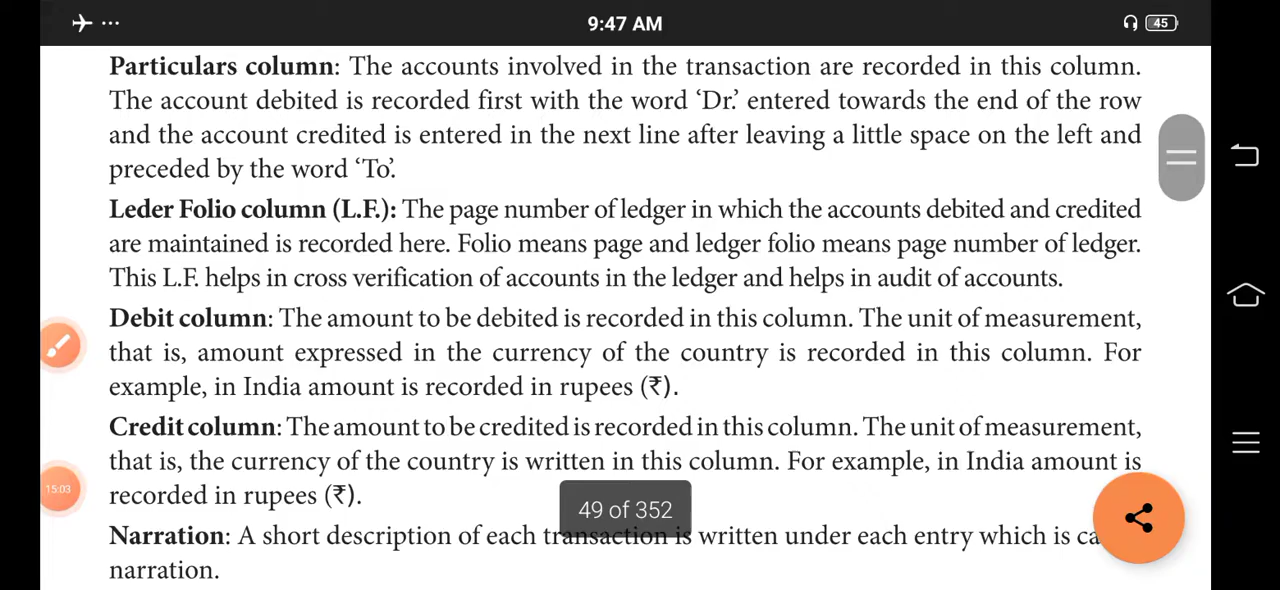 9:47 AM
45
Particulars column: The accounts involved in the transaction are recorded in this column.
The account debited is recorded first with the word ‘Dr.’ entered towards the end of the row
and the account credited is entered in the next line after leaving a little space on the left and
preceded by the word ‘To’.
Leder Folio column (L.F.): The page number of ledger in which the accounts debited and credited
are maintained is recorded here. Folio means page and ledger folio means page number of ledger.
This L.F. helps in cross verification of accounts in the ledger and helps in audit of accounts.
Debit column: The amount to be debited is recorded in this column. The unit of measurement,
that is, amount expressed in the currency of the country is recorded in this column. For
example, in India amount is recorded in rupees (₹).
Credit column: The amount to be credited is recorded in this column. The unit of measurement,
that is, the currency of the country is written in this column. For example, in India amount is
recorded in rupees (₹).
15:03
49 of 352
Narration: A short description of each transaction is written under each entry which is
narration.